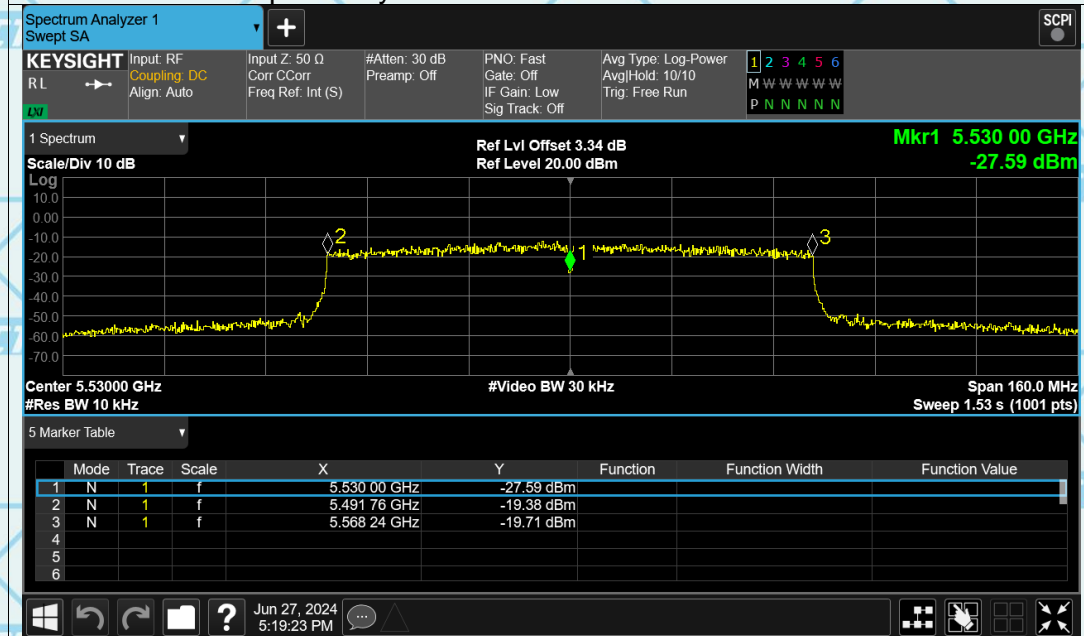 Spectrum Analyzer 1
Swept SA
+
SCPI
KEYSIGHT
RL
LXI
Input: RF
Coupling: DC
Align: Auto
Input Z: 50 Ω
Corr CCorr
Freq Ref: Int (S)
#Atten: 30 dB
Preamp: Off
PNO: Fast
Gate: Off
IF Gain: Low
Sig Track: Off
Avg Type: Log-Power
Avg|Hold: 10/10
Trig: Free Run
1 2 3 4 5 6
M W W W W W
P N N N N N
1 Spectrum
Scale/Div 10 dB
Ref Lvl Offset 3.34 dB
Ref Level 20.00 dBm
Mkr1 5.530 00 GHz
-27.59 dBm
Log
10.0
0.00
-10.0
-20.0
-30.0
-40.0
-50.0
-60.0
-70.0
2
1
3
Center 5.53000 GHz
#Video BW 30 kHz
Span 160.0 MHz
#Res BW 10 kHz
Sweep 1.53 s (1001 pts)
5 Marker Table
Mode Trace Scale X Y Function Function Width Function Value
1 N 1 f 5.530 00 GHz -27.59 dBm
2 N 1 f 5.491 76 GHz -19.38 dBm
3 N 1 f 5.568 24 GHz -19.71 dBm
4
5
6
?
Jun 27, 2024
5:19:23 PM